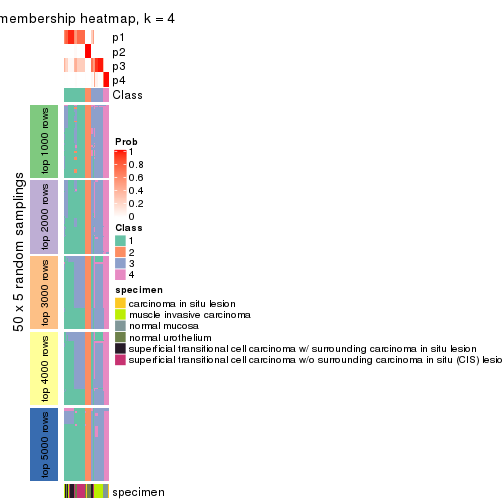 membership heatmap, k = 4
p1
p2
p3
p4
Class
50 x 5 random samplings
top 1000 rows
top 2000 rows
top 3000 rows
top 4000 rows
top 5000 rows
Prob
1
0.8
0.6
0.4
0.2
0
Class
1
2
3
4
specimen
carcinoma in situ lesion
muscle invasive carcinoma
normal mucosa
normal urothelium
superficial transitional cell carcinoma w/ surrounding carcinoma in situ lesion
superficial transitional cell carcinoma w/o surrounding carcinoma in situ (CIS) lesio
specimen